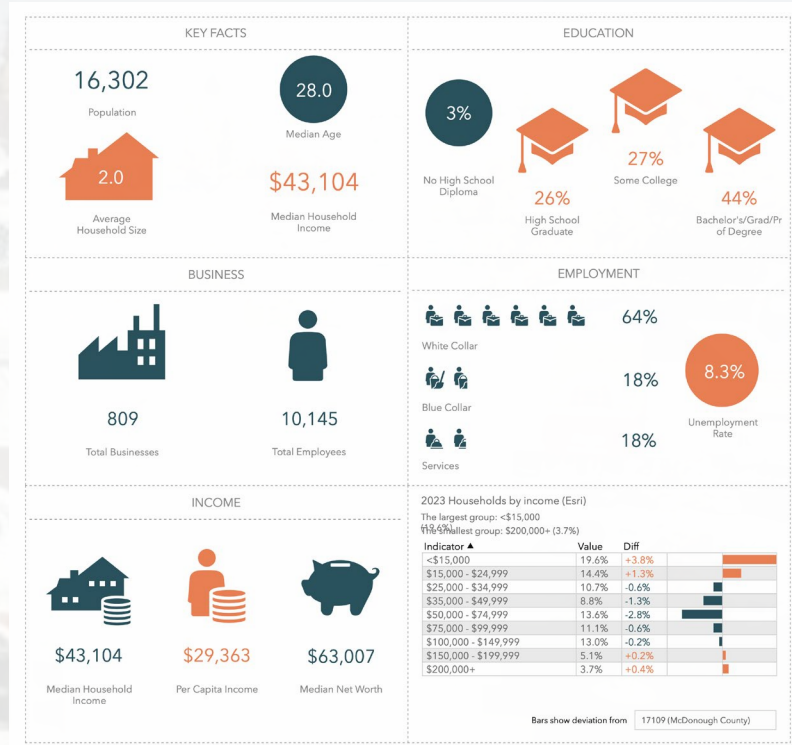 KEY FACTS
16,302
Population
28.0
Median Age
2.0
Average
Household Size
$43,104
Median Household
Income
EDUCATION
3%
No High School
Diploma
26%
High School
Graduate
27%
Some College
44%
Bachelor's/Grad/Pr
of Degree
BUSINESS
809
Total Businesses
10,145
Total Employees
EMPLOYMENT
64%
White Collar
18%
Blue Collar
18%
Services
8.3%
Unemployment
Rate
INCOME
$43,104
Median Household
Income
$29,363
Per Capita Income
$63,007
Median Net Worth
2023 Households by income (Esri)
The largest group: <$15,000
(19.6%)
The smallest group: $200,000+ (3.7%)
Indicator ▲ Value Diff
<$15,000 19.6% +3.8%
$15,000 - $24,999 14.4% +1.3%
$25,000 - $34,999 10.7% -0.6%
$35,000 - $49,999 8.8% -1.3%
$50,000 - $74,999 13.6% -2.8%
$75,000 - $99,999 11.1% -0.6%
$100,000 - $149,999 13.0% -0.2%
$150,000 - $199,999 5.1% +0.2%
$200,000+ 3.7% +0.4%
Bars show deviation from 17109 (McDonough County)